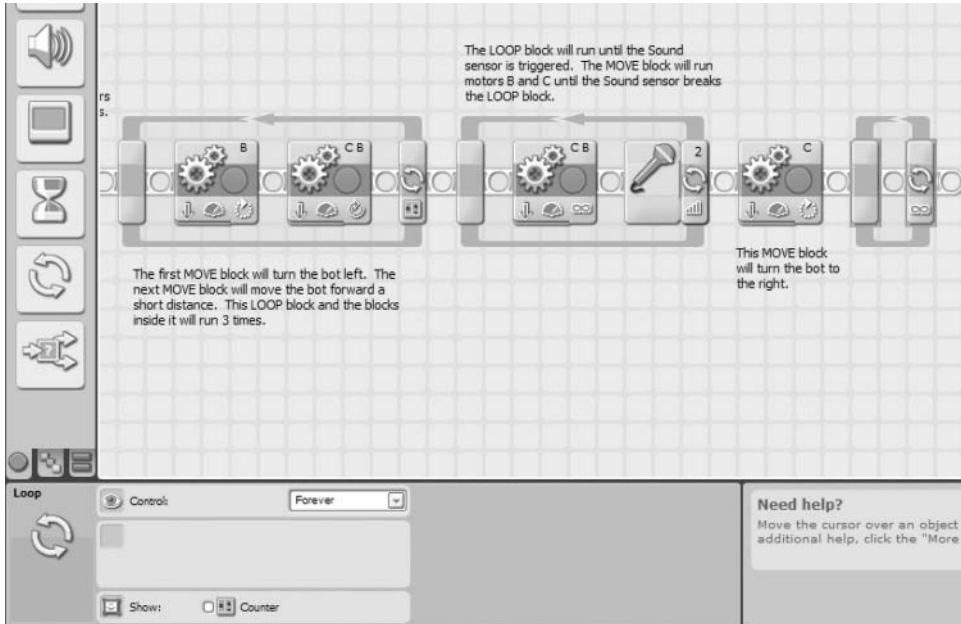 The LOOP block will run until the Sound
sensor is triggered. The MOVE block will run
motors B and C until the Sound sensor breaks
the LOOP block.
rs
s.
B
C B
C B
2
C
The first MOVE block will turn the bot left. The
next MOVE block will move the bot forward a
short distance. This LOOP block and the blocks
inside it will run 3 times.
This MOVE block
will turn the bot to
the right.
Loop
Control:
Forever
Show:
Counter
Need help?
Move the cursor over an object
additional help, click the "More